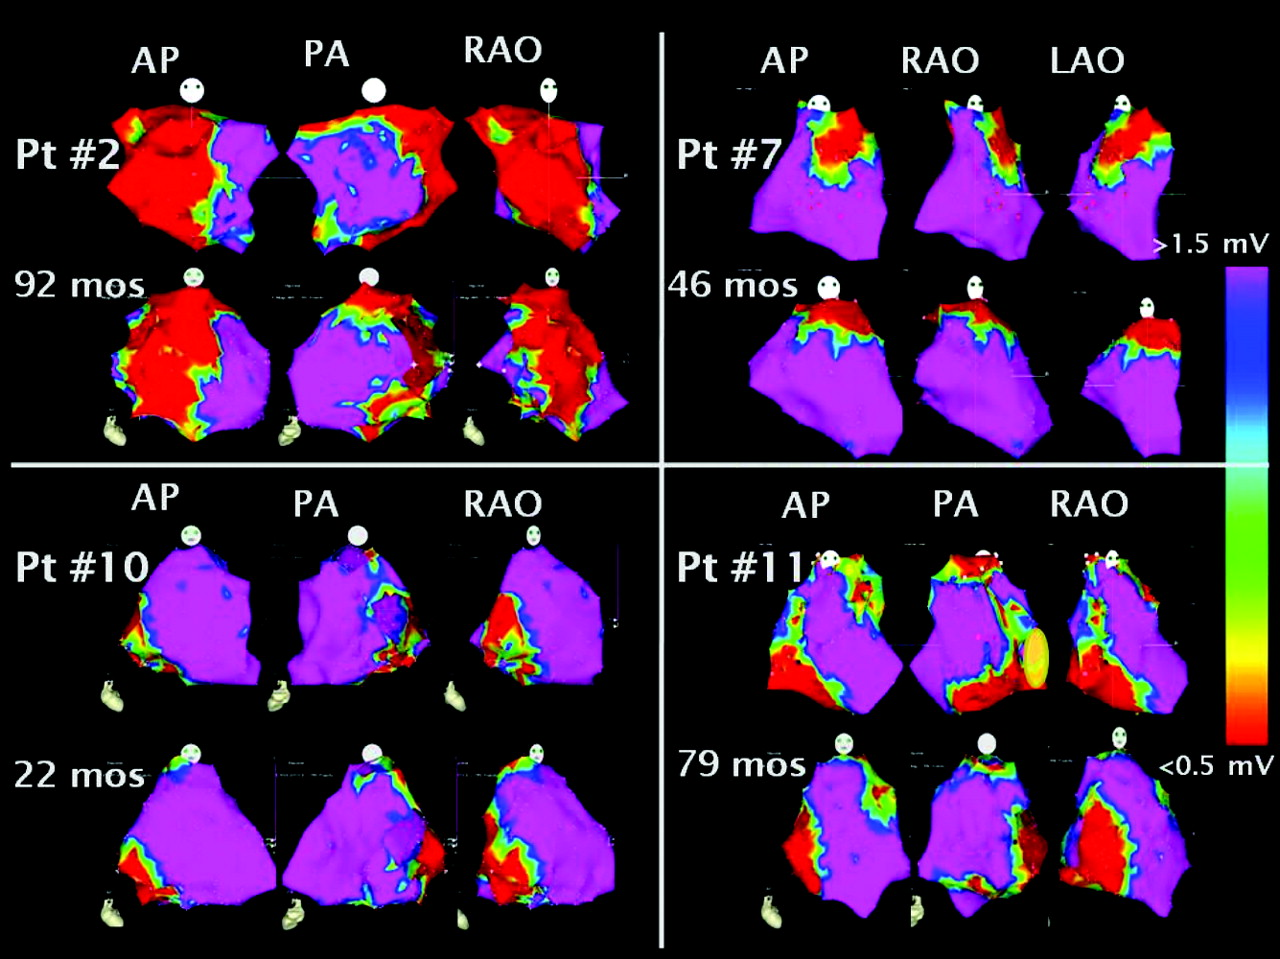 AP PA RAO
Pt #2
92 mos
AP RAO LAO
Pt #7
46 mos
>1.5 mV
AP PA RAO
Pt #10
22 mos
AP PA RAO
Pt #11
79 mos
<0.5 mV